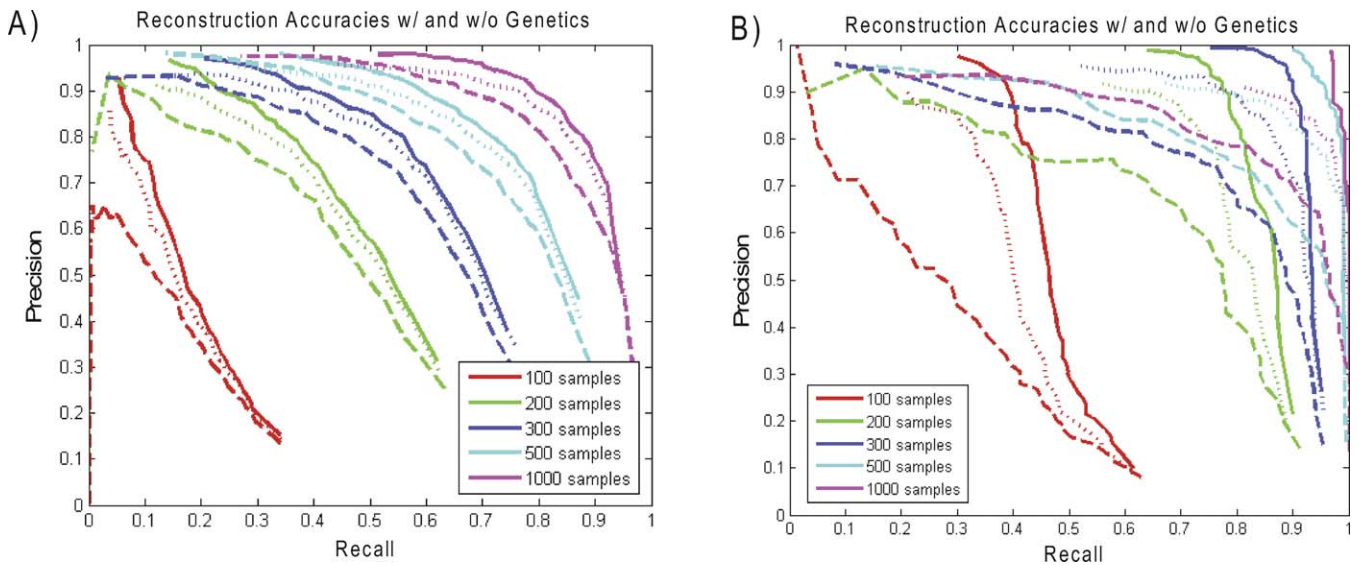 A)
Reconstruction Accuracies w/ and w/o Genetics
1
0.9
0.8
0.7
0.6
0.5
0.4
0.3
0.2
0.1
0
Precision
0 0.1 0.2 0.3 0.4 0.5 0.6 0.7 0.8 0.9 1
Recall
100 samples
200 samples
300 samples
500 samples
1000 samples
B)
Reconstruction Accuracies w/ and w/o Genetics
1
0.9
0.8
0.7
0.6
0.5
0.4
0.3
0.2
0.1
0
Precision
0 0.1 0.2 0.3 0.4 0.5 0.6 0.7 0.8 0.9 1
Recall
100 samples
200 samples
300 samples
500 samples
1000 samples